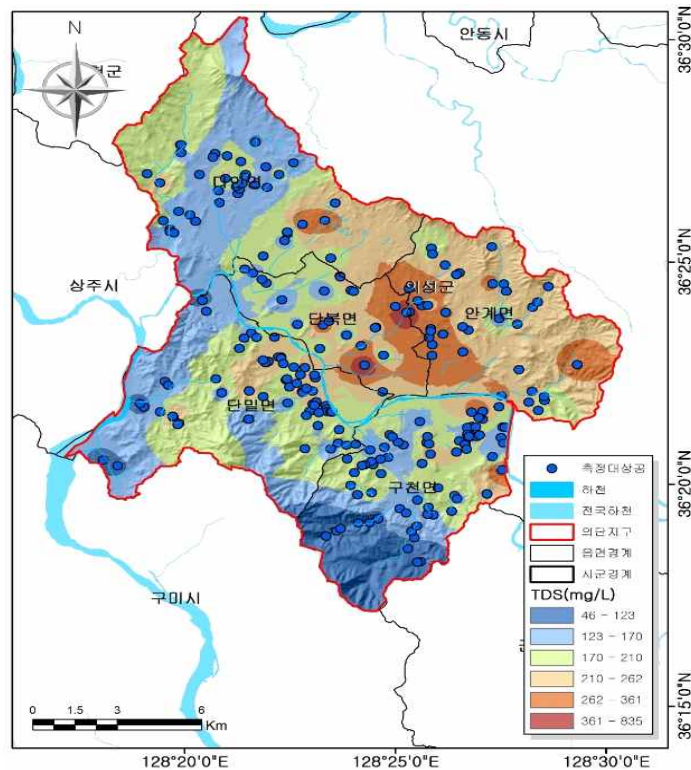 N
안동시
군
다인면
상주시
의성군
안계면
단북면
단밀면
구천면
구미시
측정대상공
하천
전국하천
의단지구
읍면경계
시군경계
TDS(mg/L)
46 - 123
123 - 170
170 - 210
210 - 262
262 - 361
361 - 835
0 1.5 3 6
Km
128°20'0"E 128°25'0"E 128°30'0"E
36°30'0"N
36°25'0"N
36°20'0"N
36°15'0"N